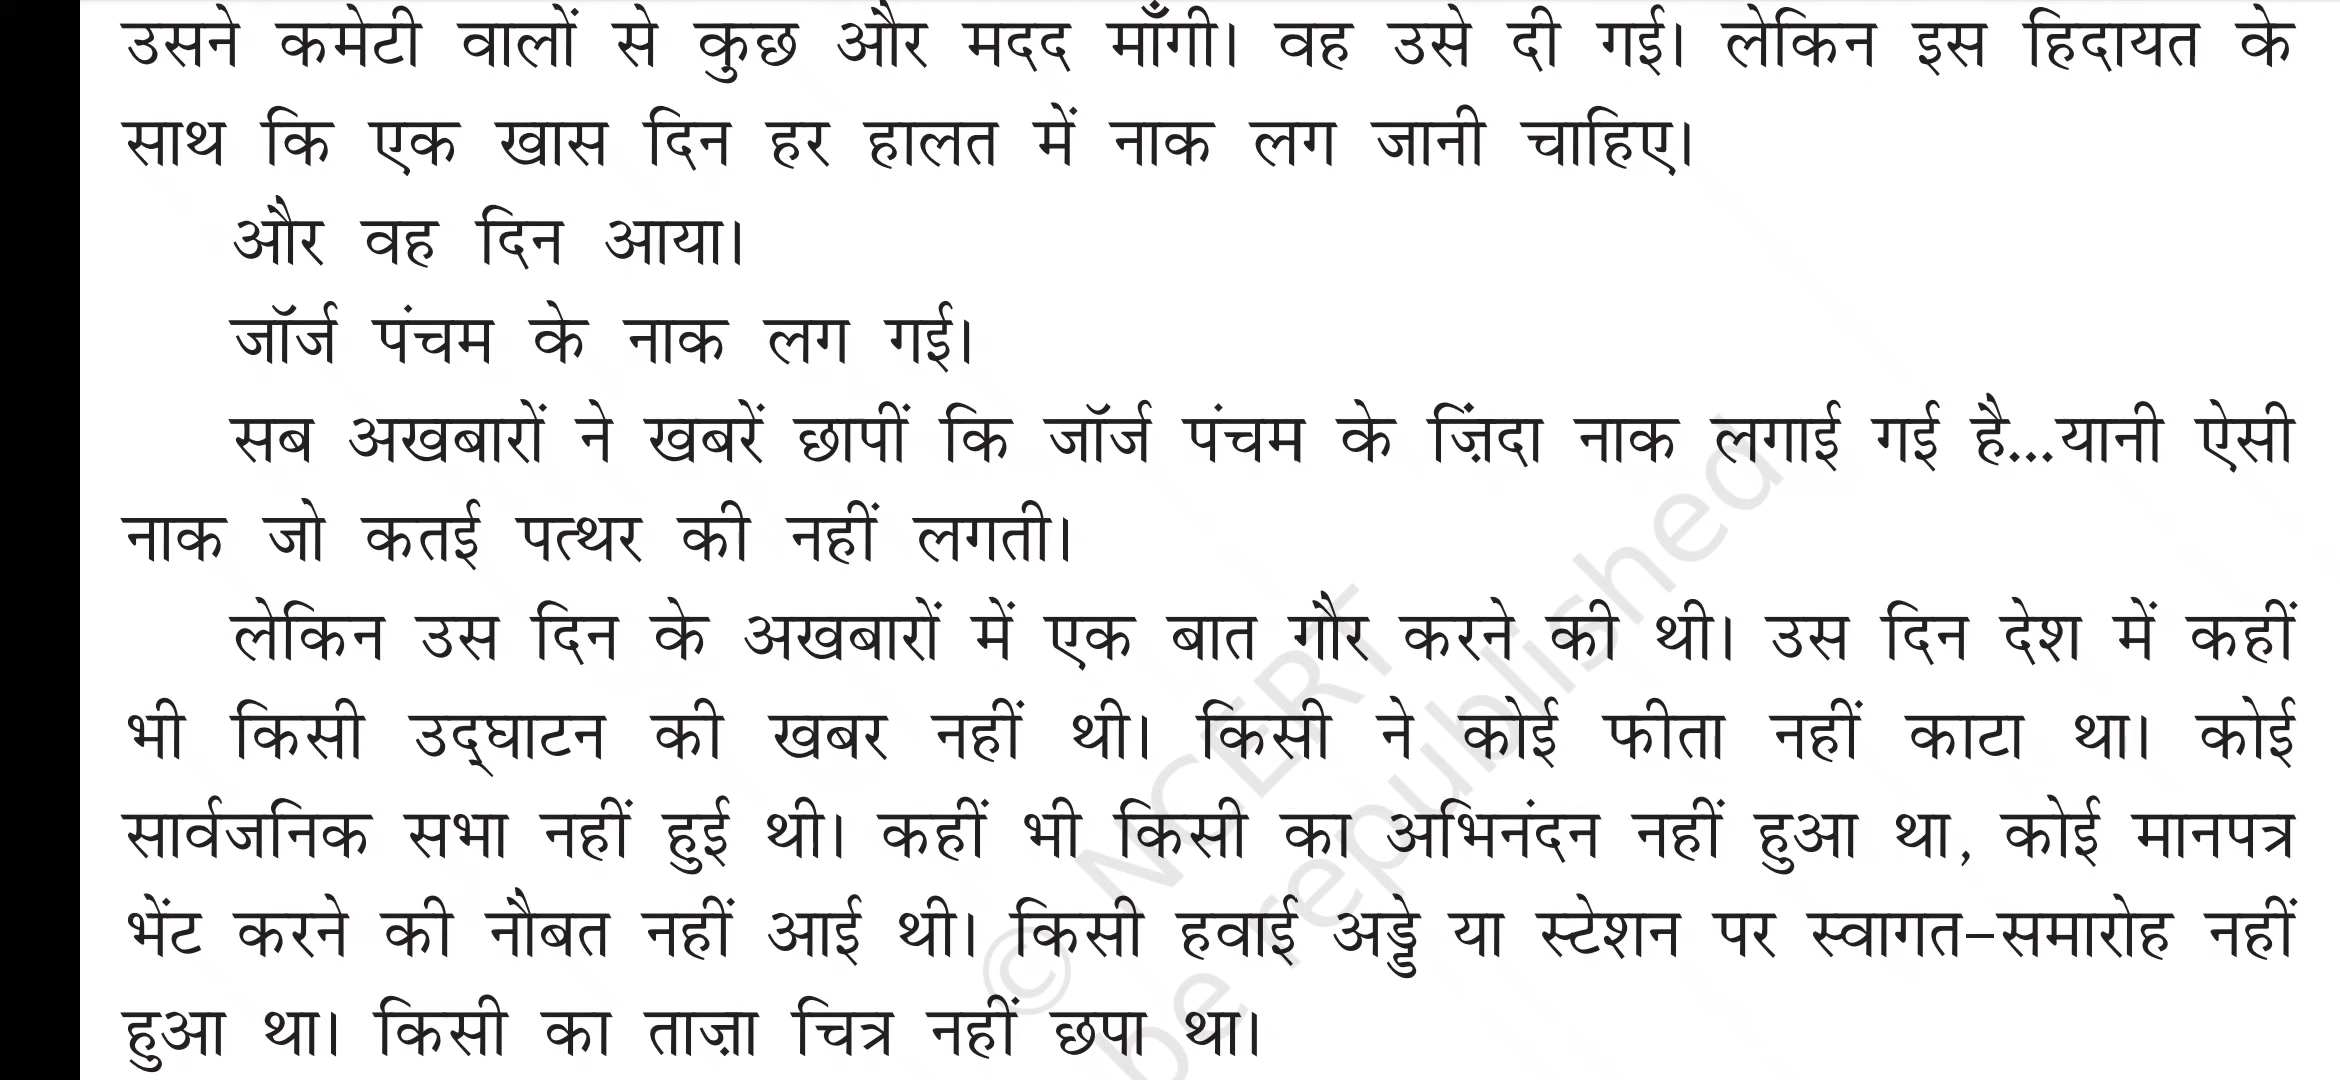 उसने कमेटी वालों से कुछ और मदद माँगी। वह उसे दी गई। लेकिन इस हिदायत के
साथ कि एक खास दिन हर हालत में नाक लग जानी चाहिए।
और वह दिन आया।
जॉर्ज पंचम के नाक लग गई।
सब अखबारों ने खबरें छापीं कि जॉर्ज पंचम के ज़िंदा नाक लगाई गई है...यानी ऐसी
नाक जो कतई पत्थर की नहीं लगती।
लेकिन उस दिन के अखबारों में एक बात गौर करने की थी। उस दिन देश में कहीं
भी किसी उद्‌घाटन की खबर नहीं थी। किसी ने कोई फीता नहीं काटा था। कोई
सार्वजनिक सभा नहीं हुई थी। कहीं भी किसी का अभिनंदन नहीं हुआ था, कोई मानपत्र
भेंट करने की नौबत नहीं आई थी। किसी हवाई अड्डे या स्टेशन पर स्वागत-समारोह नहीं
हुआ था। किसी का ताज़ा चित्र नहीं छपा था।
© NCERT
be republished